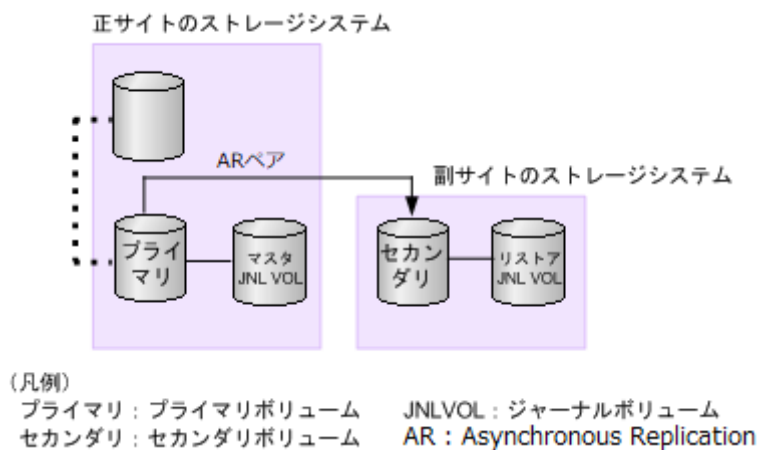 正サイトのストレージシステム
ARペア
副サイトのストレージシステム
プライ
マリ
マスタ
JNL VOL
セカン
ダリ
リストア
JNL VOL
(凡例)
プライマリ:プライマリボリューム
JNLVOL:ジャーナルボリューム
セカンダリ:セカンダリボリューム
AR:Asynchronous Replication